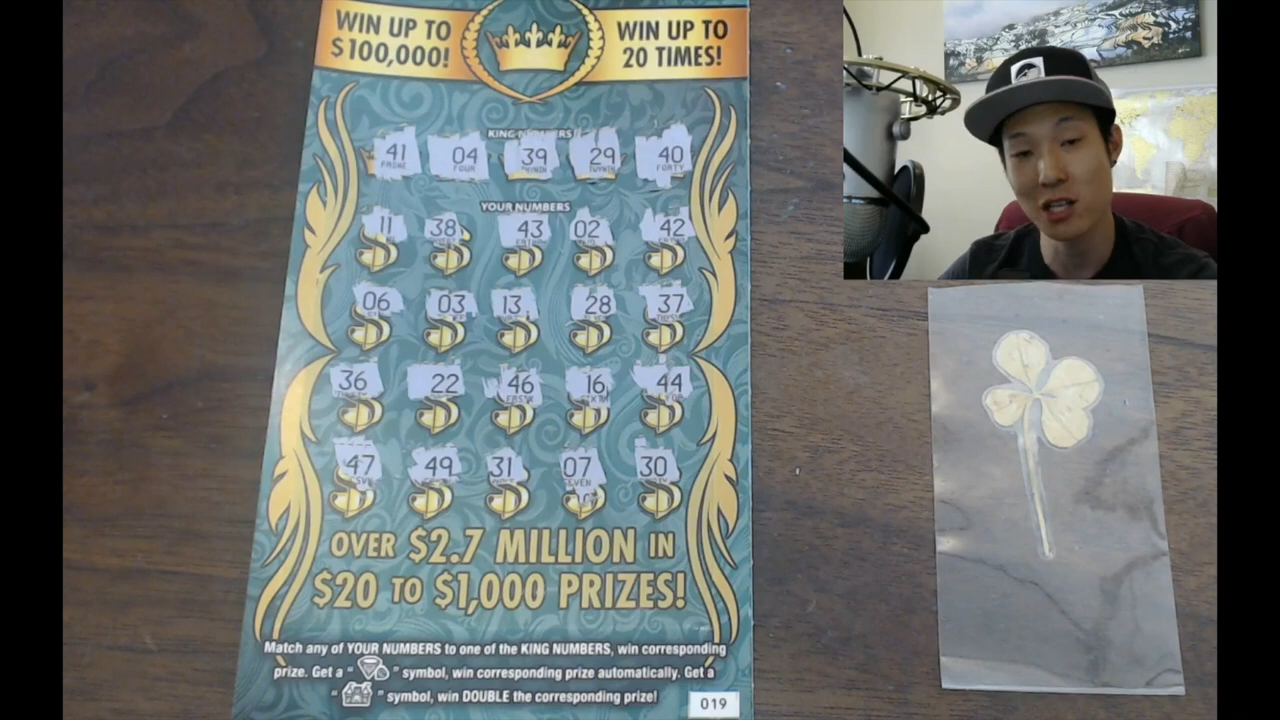 WIN UP TO
$100,000!
WIN UP TO
20 TIMES!
KING NUMBERS
41 04 39 29 40
FOUR FORTY
YOUR NUMBERS
11 38 43 02 42
06 03 13 28 37
36 22 46 16 44
47 49 31 07 30
SEVEN
OVER $2.7 MILLION IN
$20 TO $1,000 PRIZES!
Match any of YOUR NUMBERS to one of the KING NUMBERS, win corresponding
prize. Get a " " symbol, win corresponding prize automatically. Get a
" " symbol, win DOUBLE the corresponding prize!
019